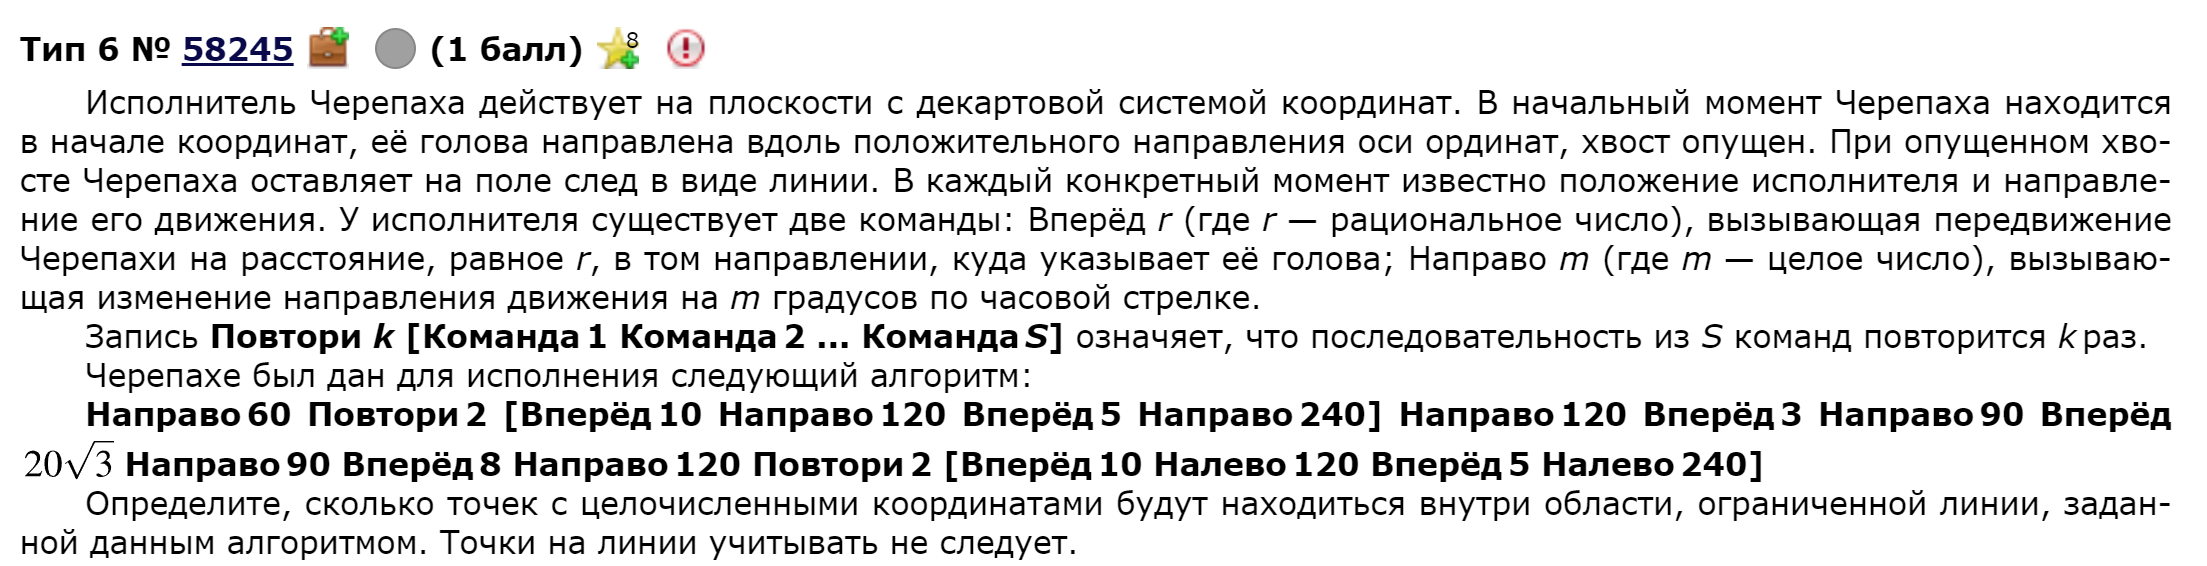 Тип 6 № 58245 (1 балл) 8
Исполнитель Черепаха действует на плоскости с декартовой системой координат. В начальный момент Черепаха находится
в начале координат, её голова направлена вдоль положительного направления оси ординат, хвост опущен. При опущенном хво-
сте Черепаха оставляет на поле след в виде линии. В каждый конкретный момент известно положение исполнителя и направле-
ние его движения. У исполнителя существует две команды: Вперёд r (где r — рациональное число), вызывающая передвижение
Черепахи на расстояние, равное r, в том направлении, куда указывает её голова; Направо m (где m — целое число), вызываю-
щая изменение направления движения на m градусов по часовой стрелке.
Запись Повтори k [Команда 1 Команда 2 ... Команда S] означает, что последовательность из S команд повторится k раз.
Черепахе был дан для исполнения следующий алгоритм:
Направо 60 Повтори 2 [Вперёд 10 Направо 120 Вперёд 5 Направо 240] Направо 120 Вперёд 3 Направо 90 Вперёд
20√3 Направо 90 Вперёд 8 Направо 120 Повтори 2 [Вперёд 10 Налево 120 Вперёд 5 Налево 240]
Определите, сколько точек с целочисленными координатами будут находиться внутри области, ограниченной линии, задан-
ной данным алгоритмом. Точки на линии учитывать не следует.